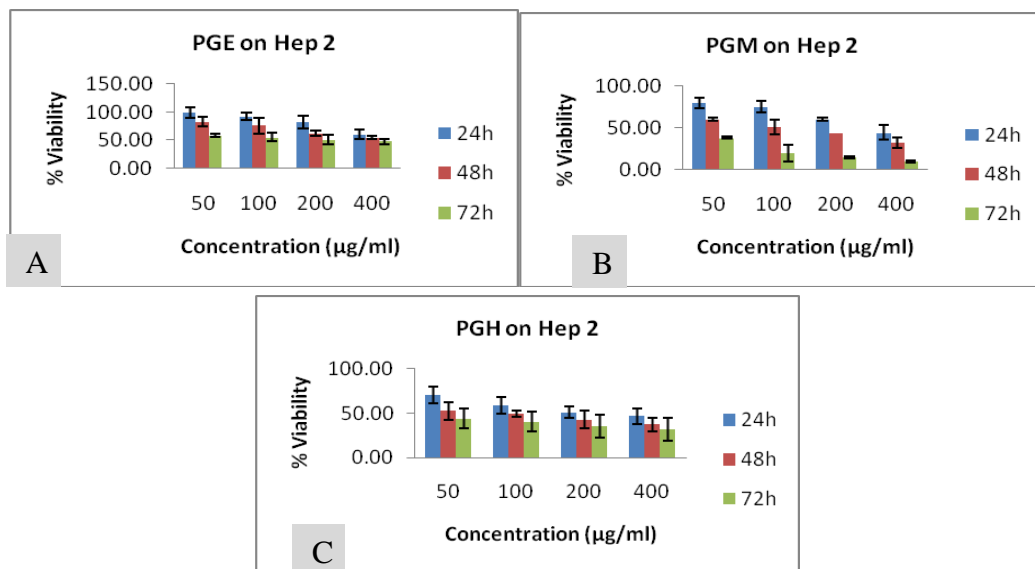 PGE on Hep 2
% Viability
150.00
100.00
50.00
0.00
50 100 200 400
Concentration (µg/ml)
24h
48h
72h
A
PGM on Hep 2
% Viability
100.00
50.00
0.00
50 100 200 400
Concentration (µg/ml)
24h
48h
72h
B
PGH on Hep 2
% Viability
100.00
50.00
0.00
50 100 200 400
Concentration (µg/ml)
24h
48h
72h
C